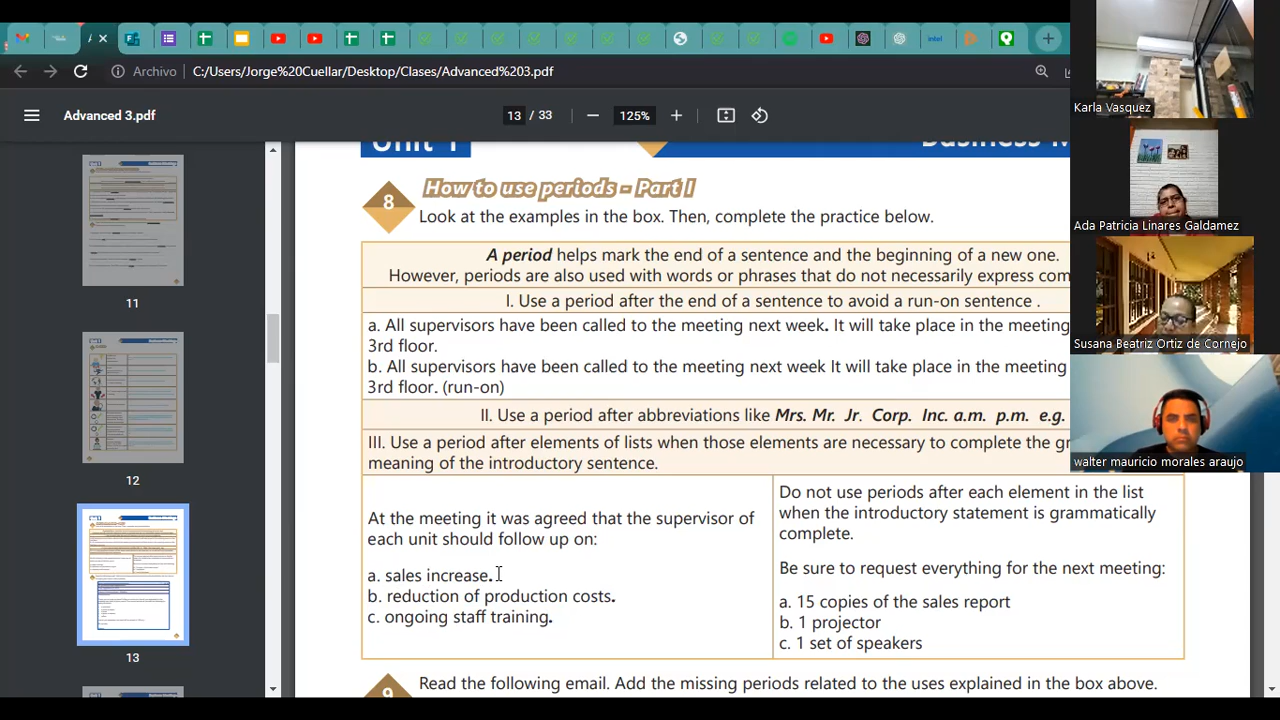 Archivo
C:/Users/Jorge%20Cuellar/Desktop/Clases/Advanced%203.pdf
Advanced 3.pdf
13 / 33
125%
11
12
13
Unit 1
8
How to use periods - Part I
Look at the examples in the box. Then, complete the practice below.
A period helps mark the end of a sentence and the beginning of a new one.
However, periods are also used with words or phrases that do not necessarily express com
I. Use a period after the end of a sentence to avoid a run-on sentence .
a. All supervisors have been called to the meeting next week. It will take place in the meeting
3rd floor.
b. All supervisors have been called to the meeting next week It will take place in the meeting
3rd floor. (run-on)
II. Use a period after abbreviations like Mrs. Mr. Jr. Corp. Inc. a.m. p.m. e.g.
III. Use a period after elements of lists when those elements are necessary to complete the gr
meaning of the introductory sentence.
At the meeting it was agreed that the supervisor of
each unit should follow up on:
a. sales increase.
b. reduction of production costs.
c. ongoing staff training.
Do not use periods after each element in the list
when the introductory statement is grammatically
complete.
Be sure to request everything for the next meeting:
a. 15 copies of the sales report
b. 1 projector
c. 1 set of speakers
9
Read the following email. Add the missing periods related to the uses explained in the box above.
Karla Vasquez
Ada Patricia Linares Galdamez
Susana Beatriz Ortiz de Cornejo
walter mauricio morales araujo